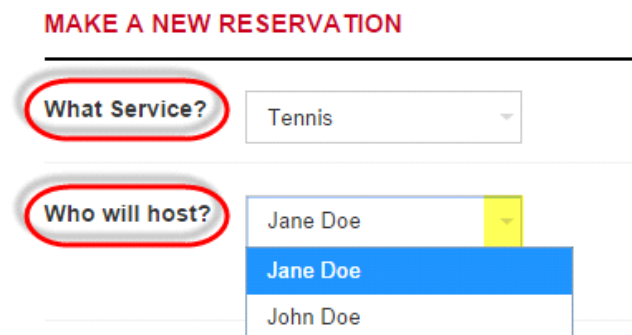 MAKE A NEW RESERVATION
What Service?
Tennis
Who will host?
Jane Doe
Jane Doe
John Doe